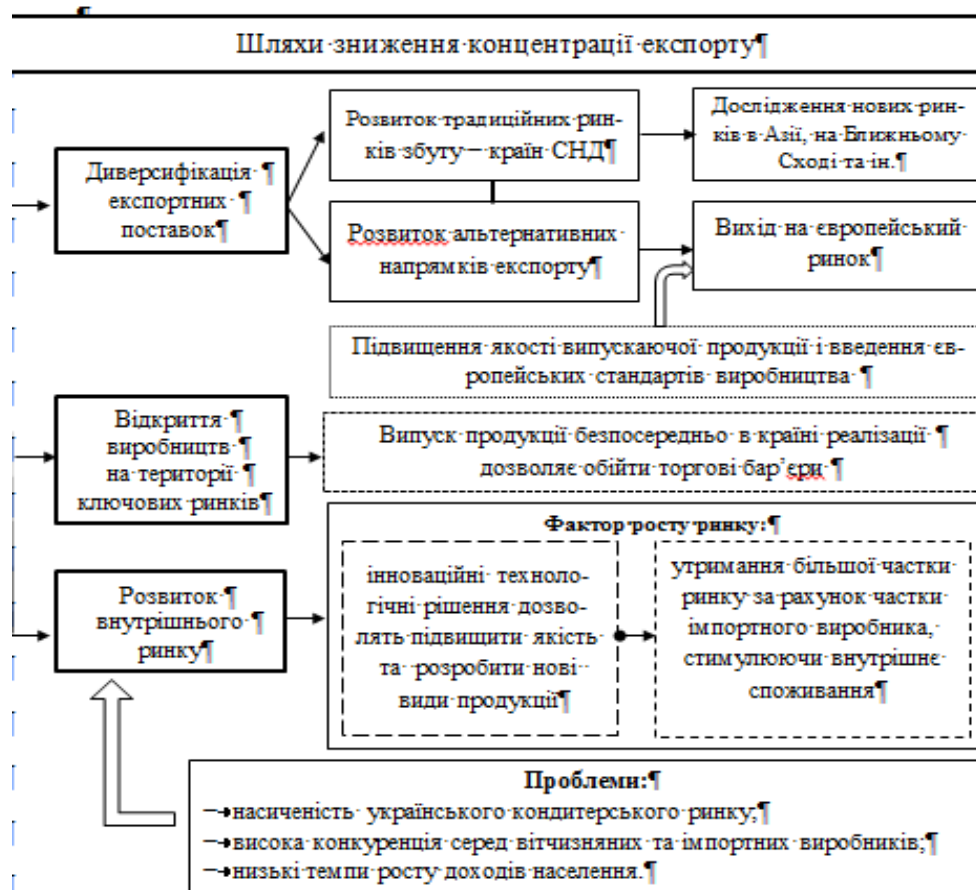 Шляхи зниження концентрації експорту¶
Диверсифікація ¶
експортних ¶
поставок¶
Розвиток традиційних рин-
ків збуту – країн СНД¶
Дослідження нових рин-
ків в Азії, на Ближньому
Сході та ін.¶
Розвиток альтернативних
напрямків експорту¶
Вихід на європейський
ринок¶
Підвищення якості випускаючої продукції і введення єв-
ропейських стандартів виробництва ¶
Відкриття ¶
виробництв
на території
ключових ринків¶
Випуск продукції безпосередньо в країні реалізації ¶
дозволяє обійти торгові бар’єри ¶
Розвиток ¶
внутрішнього ¶
ринку¶
Фактор росту ринку:¶
інноваційні техноло-
гічні рішення дозво-
лять підвищити якість
та розробити нові
види продукції¶
утримання більшої частки
ринку за рахунок частки
імпортного виробника,
стимулюючи внутрішнє
споживання¶
Проблеми:¶
насиченість українського кондитерського ринку;¶
висока конкуренція серед вітчизняних та імпортних виробників;¶
низькі темпи росту доходів населення.¶